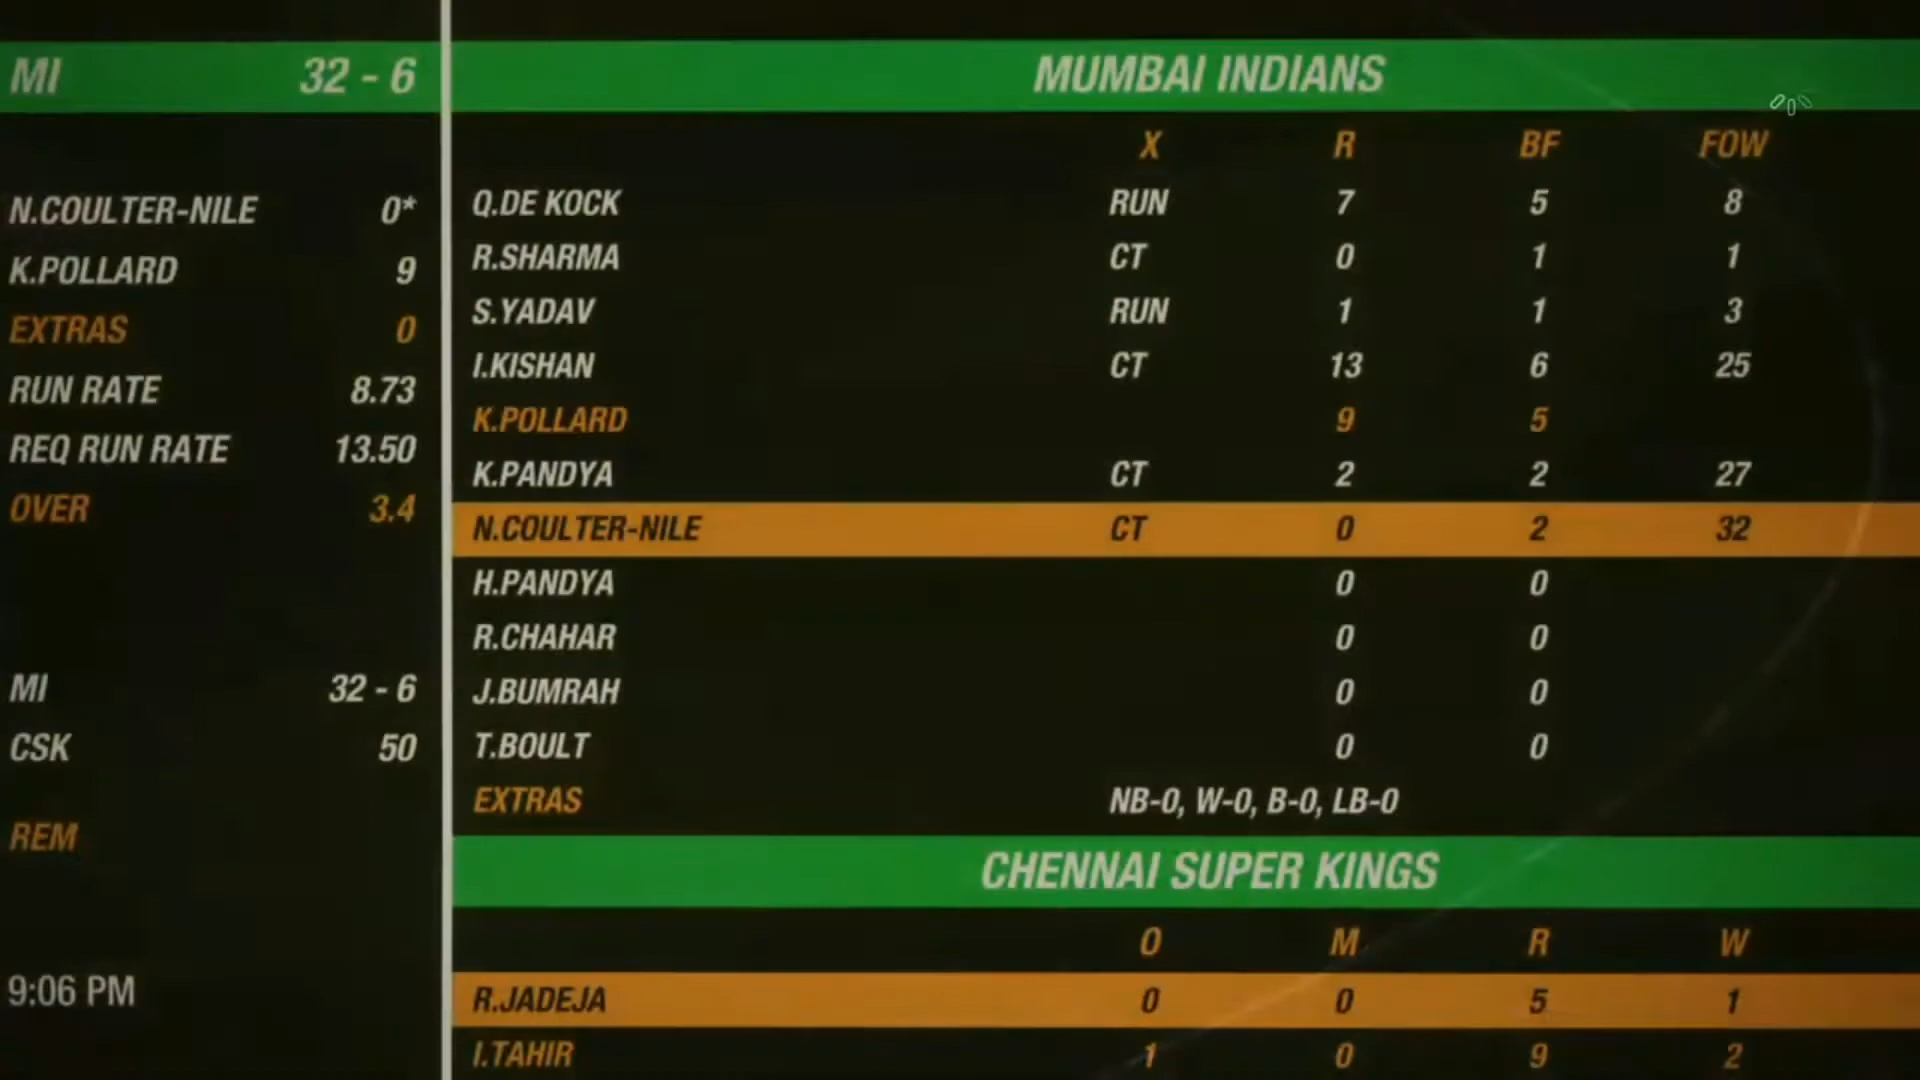 MI 32 - 6
N.COULTER-NILE 0*
K.POLLARD 9
EXTRAS 0
RUN RATE 8.73
REQ RUN RATE 13.50
OVER 3.4
MI 32 - 6
CSK 50
REM
9:06 PM
MUMBAI INDIANS
X R BF FOW
Q.DE KOCK RUN 7 5 8
R.SHARMA CT 0 1 1
S.YADAV RUN 1 1 3
I.KISHAN CT 13 6 25
K.POLLARD 9 5
K.PANDYA CT 2 2 27
N.COULTER-NILE CT 0 2 32
H.PANDYA 0 0
R.CHAHAR 0 0
J.BUMRAH 0 0
T.BOULT 0 0
EXTRAS NB-0, W-0, B-0, LB-0
CHENNAI SUPER KINGS
O M R W
R.JADEJA 0 0 5 1
I.TAHIR 1 0 9 2